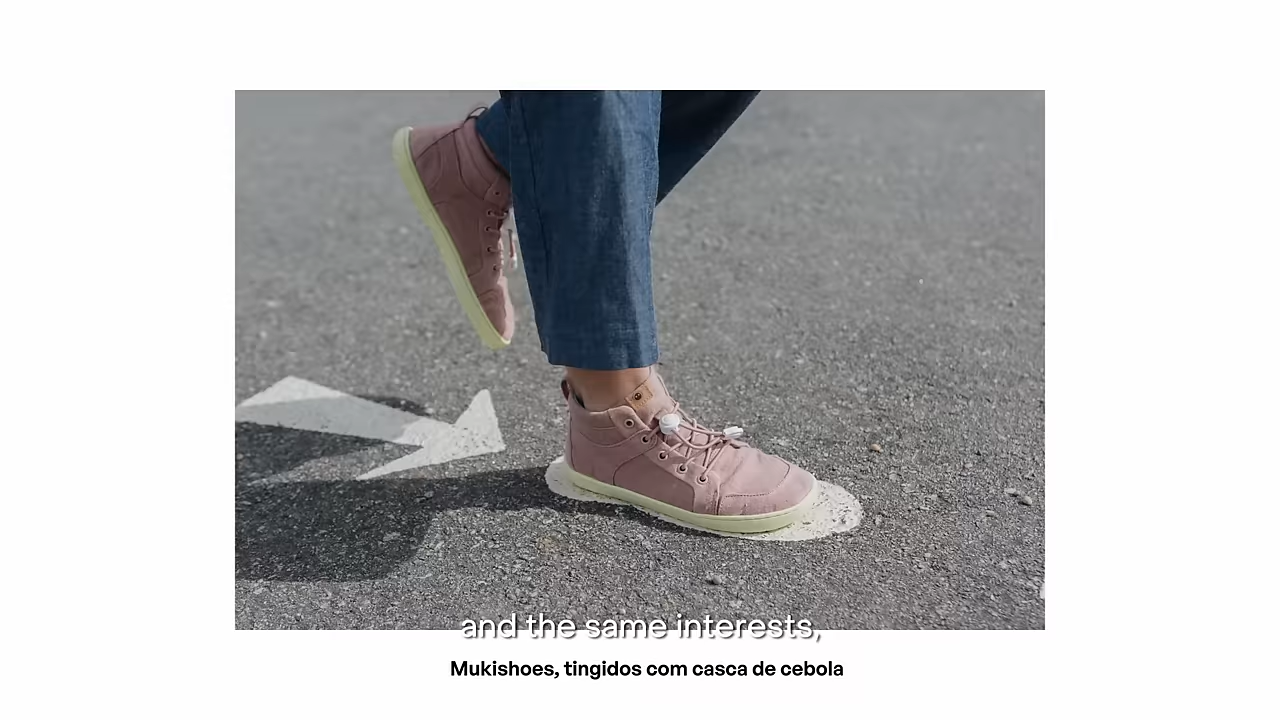 and the same interests,
Mukishoes, tingidos com casca de cebola